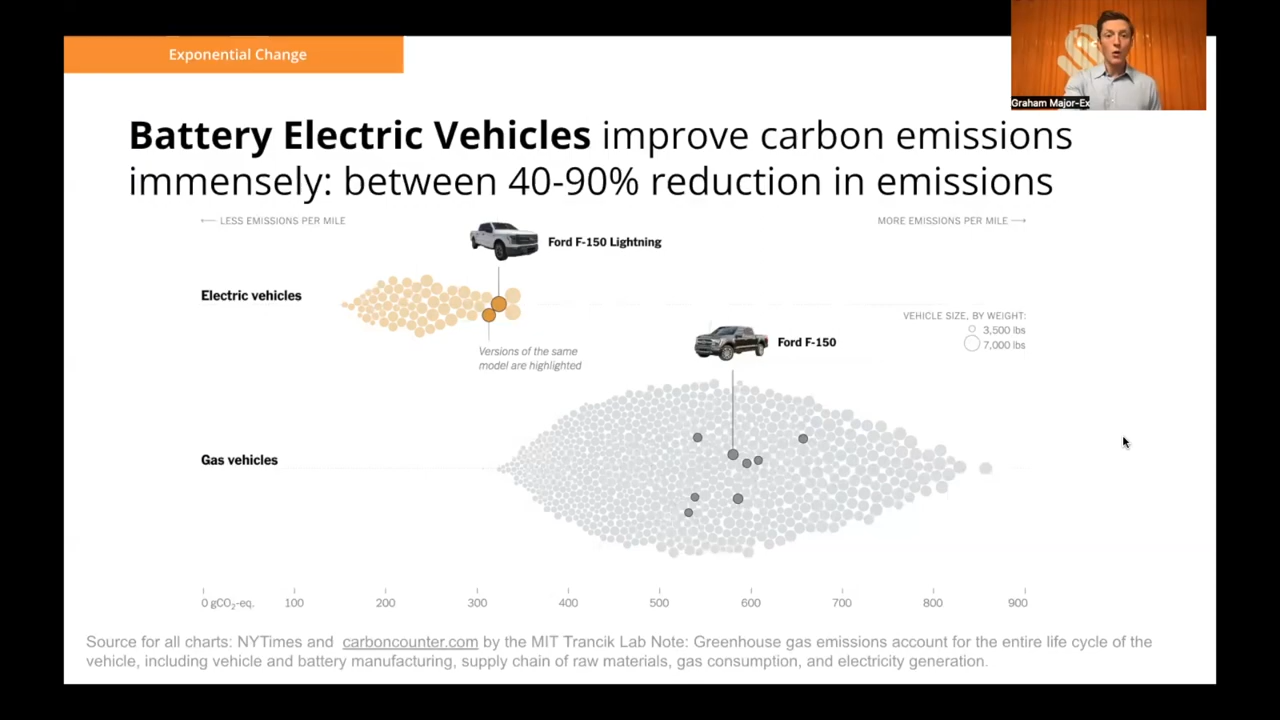 Exponential Change
Graham Major-Ex
Battery Electric Vehicles improve carbon emissions
immensely: between 40-90% reduction in emissions
← LESS EMISSIONS PER MILE
MORE EMISSIONS PER MILE →
Ford F-150 Lightning
Electric vehicles
VEHICLE SIZE, BY WEIGHT:
3,500 lbs
7,000 lbs
Ford F-150
Versions of the same
model are highlighted
Gas vehicles
0 gCO2-eq. 100 200 300 400 500 600 700 800 900
Source for all charts: NYTimes and carboncounter.com by the MIT Trancik Lab Note: Greenhouse gas emissions account for the entire life cycle of the
vehicle, including vehicle and battery manufacturing, supply chain of raw materials, gas consumption, and electricity generation.